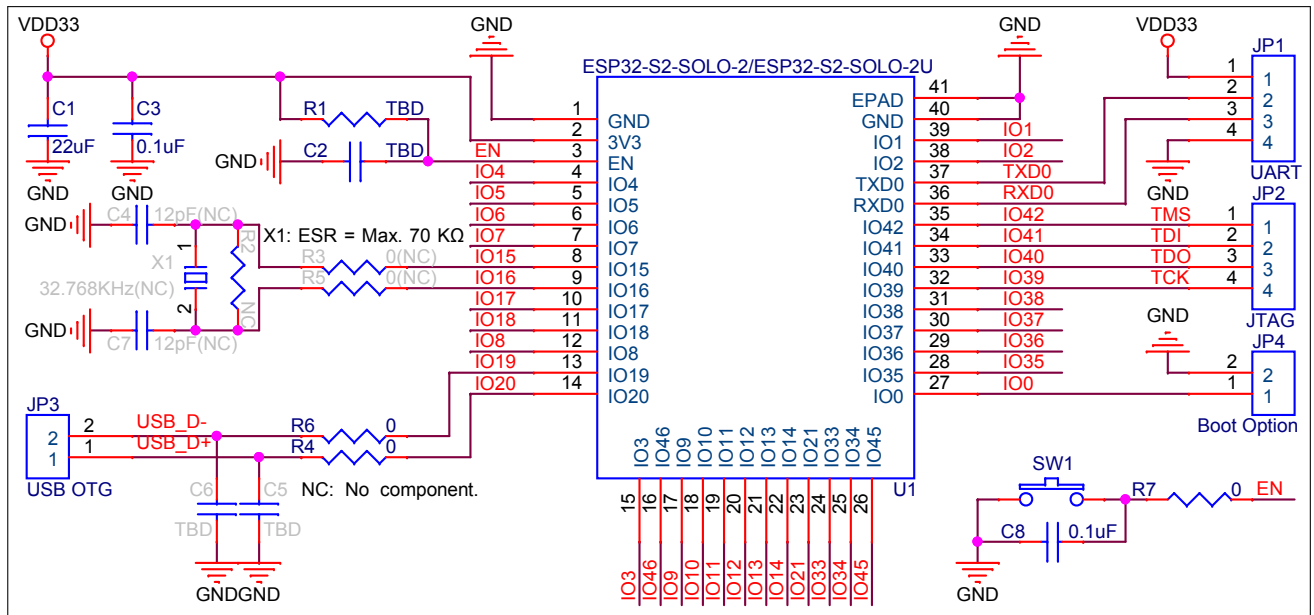 VDD33
GND
GND
VDD33
JP1
ESP32-S2-SOLO-2/ESP32-S2-SOLO-2U
C1
22uF
GND
C3
0.1uF
GND
R1
TBD
GND
C2
TBD
EN
IO4
IO5
IO6
IO7
IO15
IO16
IO17
IO18
IO8
IO19
IO20
1
2
3
4
5
6
7
8
9
10
11
12
13
14
GND
3V3
EN
IO4
IO5
IO6
IO7
IO15
IO16
IO17
IO18
IO8
IO19
IO20
EPAD
GND
IO1
IO2
TXD0
RXD0
IO42
IO41
IO40
IO39
IO38
IO37
IO36
IO35
IO0
41
40
39
38
37
36
35
34
33
32
31
30
29
28
27
IO1
IO2
TXD0
RXD0
IO42
IO41
IO40
IO39
IO38
IO37
IO36
IO35
IO0
TMS
TDI
TDO
TCK
1
2
3
4
1
2
3
4
GND
UART
JP2
1
2
3
4
1
2
3
4
JTAG
GND
JP4
2
1
2
1
Boot Option
GND
C4
12pF(NC)
X1: ESR = Max. 70 KΩ
1
X1
32.768KHz(NC)
2
R2
NC
R3
0(NC)
R5
0(NC)
GND
C7
12pF(NC)
JP3
2
1
2
1
USB OTG
USB_D-
USB_D+
R6
0
R4
0
C6
TBD
C5
TBD
GND
GND
NC: No component.
IO3
IO46
IO9
IO10
IO11
IO12
IO13
IO14
IO21
IO33
IO34
IO45
U1
15
16
17
18
19
20
21
22
23
24
25
26
IO3
IO46
IO9
IO10
IO11
IO12
IO13
IO14
IO21
IO33
IO34
IO45
SW1
R7
0
EN
C8
0.1uF
GND